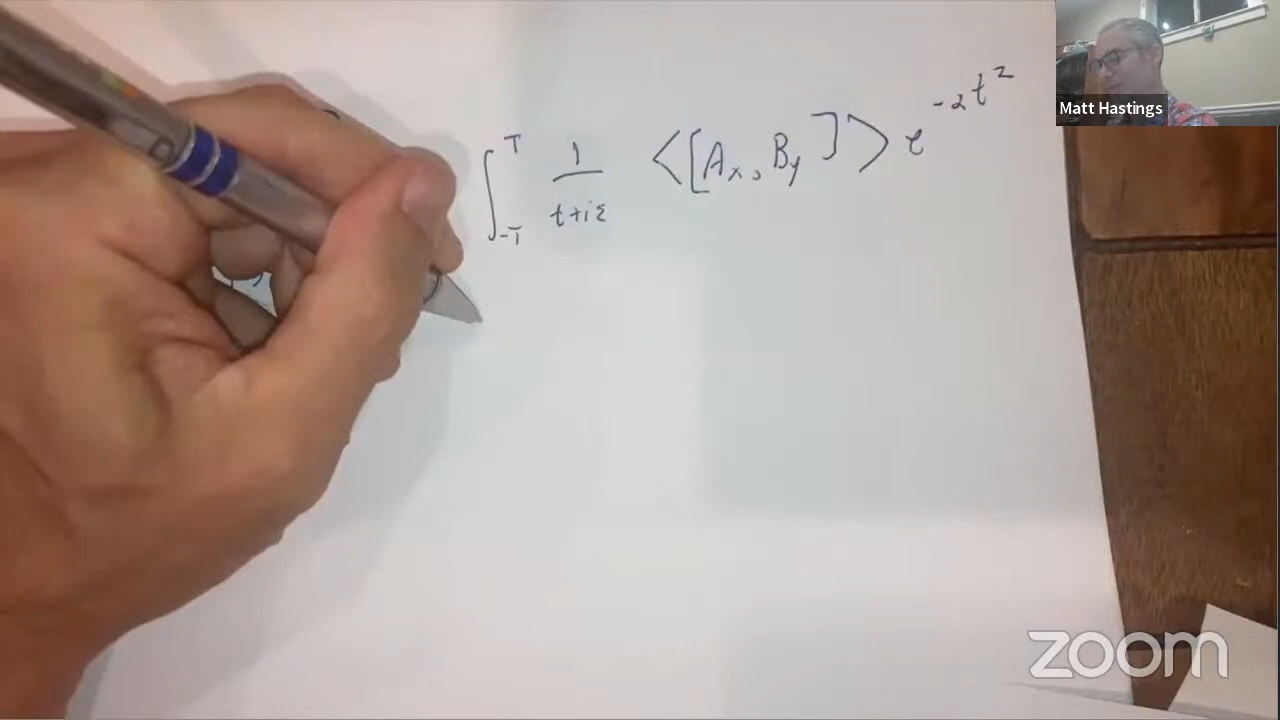 ∫_{-T}^{T} 1/(t+iε) ⟨[A_x, B_y]⟩ e^{-αt²}
Matt Hastings
zoom